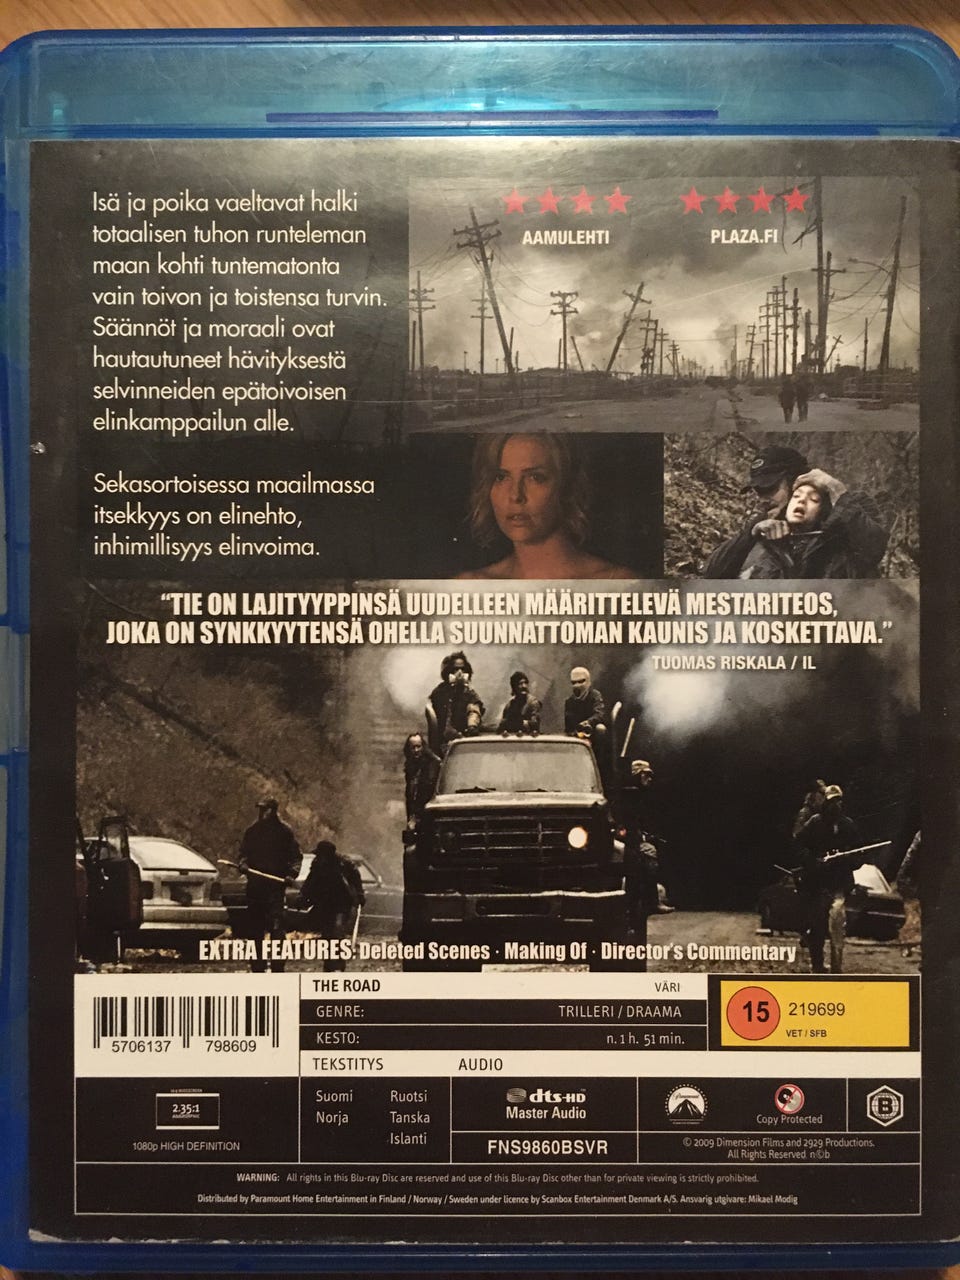 Isä ja poika vaeltavat halki
totaalisen tuhon runteleman
maan kohti tuntematonta
vain toivon ja toistensa turvin.
Säännöt ja moraali ovat
hautautuneet hävityksestä
selvinneiden epätoivoisen
elinkamppailun alle.
Sekasortoisessa maailmassa
itsekkyys on elinehto,
inhimillisyys elinvoima.
AAMULEHTI
PLAZA.FI
“TIE ON LAJITYYPPINSÄ UUDELLEEN MÄÄRITTELEVÄ MESTARITEOS,
JOKA ON SYNKKYYTENSÄ OHELLA SUUNNATTOMAN KAUNIS JA KOSKETTAVA.”
TUOMAS RISKALA / IL
EXTRA FEATURES: Deleted Scenes · Making Of · Director's Commentary
5706137 798609
THE ROAD VÄRI
GENRE: TRILLERI / DRAAMA
KESTO: n. 1 h. 51 min.
15 219699
VET / SFB
TEKSTITYS AUDIO
Suomi Ruotsi
Norja Tanska
Islanti
dts-HD
Master Audio
FNS9860BSVR
16:9 WIDESCREEN
2.35:1
ANAMORPHIC
1080p HIGH DEFINITION
Paramount
Copy Protected
B
© 2009 Dimension Films and 2929 Productions.
All Rights Reserved. n©b
WARNING: All rights in this Blu-ray Disc are reserved and use of this Blu-ray Disc other than for private viewing is strictly prohibited.
Distributed by Paramount Home Entertainment in Finland / Norway / Sweden under licence by Scanbox Entertainment Denmark A/S. Ansvarig utgivare: Mikael Modig